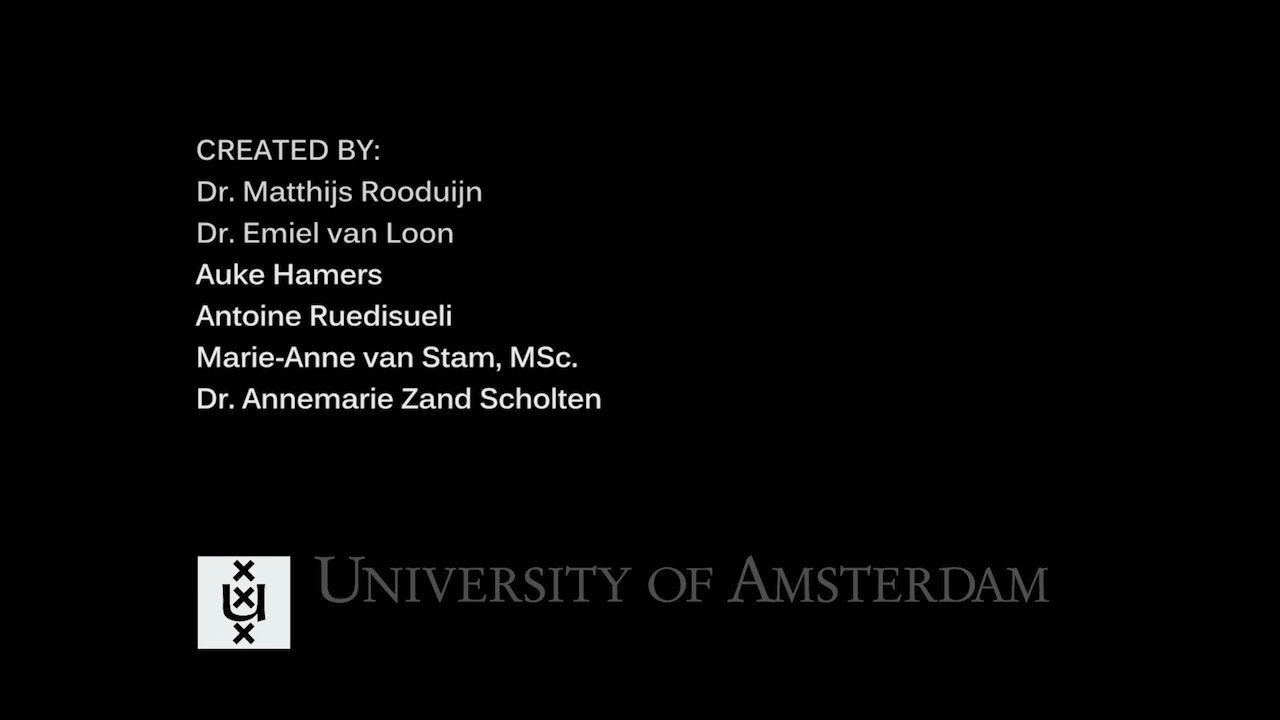 CREATED BY:
Dr. Matthijs Rooduijn
Dr. Emiel van Loon
Auke Hamers
Antoine Ruedisueli
Marie-Anne van Stam, MSc.
Dr. Annemarie Zand Scholten
UNIVERSITY OF AMSTERDAM